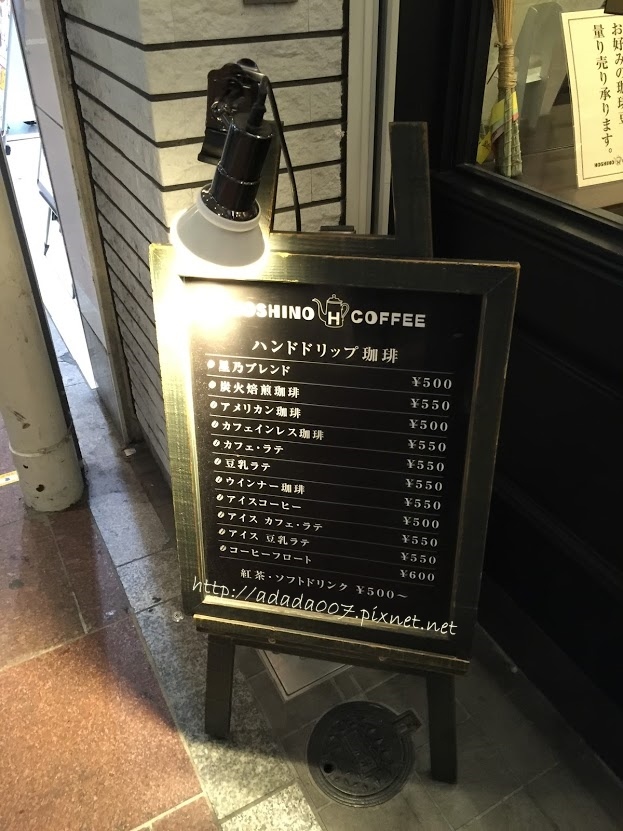 お好みの珈琲豆
量り売り承ります。
HOSHINO
HOSHINO H COFFEE
ハンドドリップ珈琲
星乃ブレンド ¥500
炭火焙煎珈琲 ¥550
アメリカン珈琲 ¥500
カフェインレス珈琲 ¥550
カフェ・ラテ ¥550
豆乳ラテ ¥550
ウインナー珈琲 ¥550
アイスコーヒー ¥500
アイス カフェ・ラテ ¥550
アイス 豆乳ラテ ¥550
コーヒーフロート ¥600
紅茶・ソフトドリンク ¥500〜
http://adada007.pixnet.net